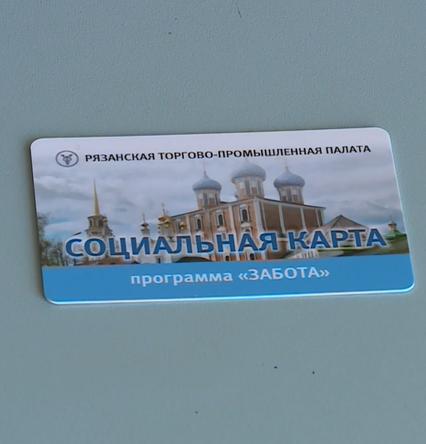 РЯЗАНСКАЯ ТОРГОВО-ПРОМЫШЛЕННАЯ ПАЛАТА
СОЦИАЛЬНАЯ КАРТА
программа «ЗАБОТА»